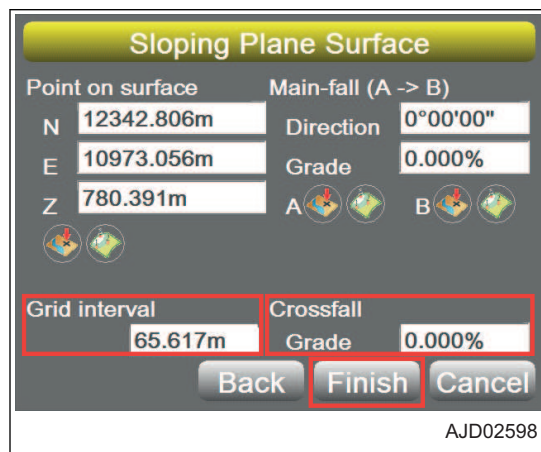 Sloping Plane Surface
Point on surface
N 12342.806m
E 10973.056m
Z 780.391m
Main-fall (A -> B)
Direction 0°00'00"
Grade 0.000%
A B
Grid interval
65.617m
Crossfall
Grade 0.000%
Back Finish Cancel
AJD02598